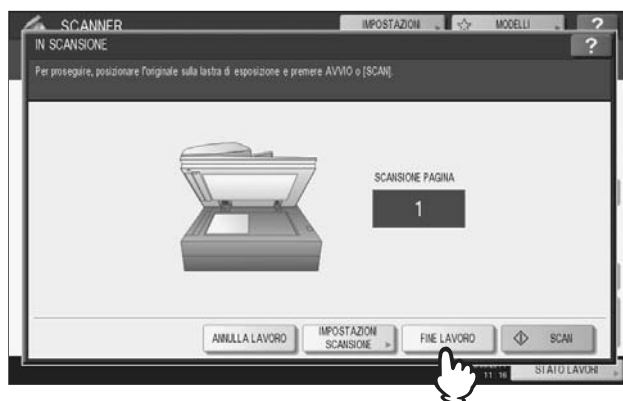 SCANNER
IMPOSTAZIONI
MODELLI
?
IN SCANSIONE
?
Per proseguire, posizionare l'originale sulla lastra di esposizione e premere AVVIO o [SCAN].
SCANSIONE PAGINA
1
ANNULLA LAVORO
IMPOSTAZIONI
SCANSIONE
FINE LAVORO
SCAN
11:16
STATO LAVORI